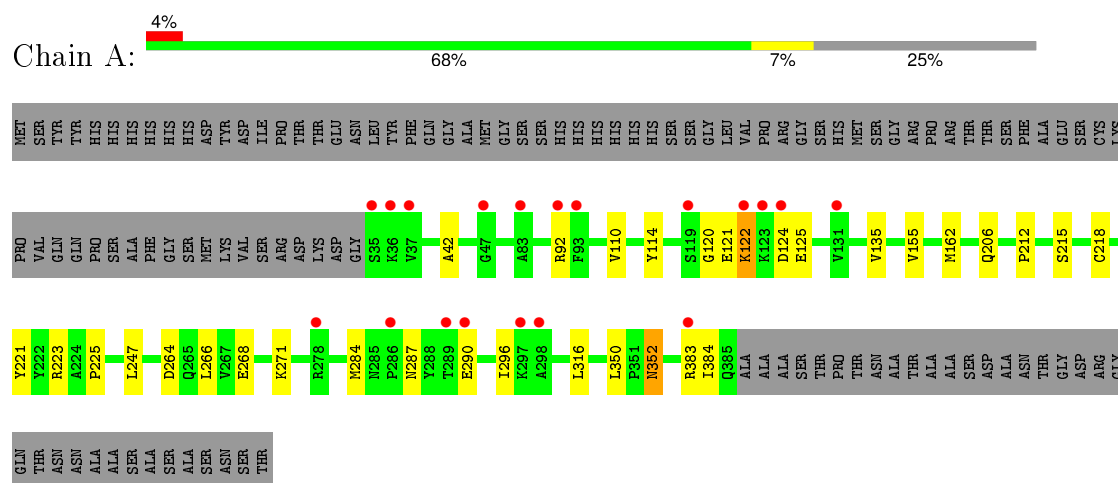 4%
Chain A:
68% 7% 25%
MET SER TYR TYR HIS HIS HIS HIS HIS HIS ASP TYR ASP ILE PRO THR THR GLU ASN LEU TYR PHE GLN GLY ALA MET GLY SER SER HIS HIS HIS HIS HIS HIS SER SER GLY LEU VAL PRO ARG GLY SER HIS MET SER GLY ARG PRO ARG THR THR SER PHE ALA GLU SER CYS LYS
PRO VAL GLN GLN PRO SER ALA PHE GLY SER MET LYS VAL SER ARG ASP LYS ASP GLY S35 K36 V37 A42 G47 A83 R92 F93 V110 Y114 S119 G120 E121 K122 K123 D124 E125 V131 V135 V155 M162 Q206 P212 S215 C218
Y221 Y222 R223 A224 P225 L247 D264 Q265 L266 V267 E268 K271 R278 M284 N285 P286 N287 Y288 T289 E290 I296 K297 A298 L316 L350 P351 N352 R383 I384 Q385 ALA ALA ALA SER THR PRO THR ASN ALA THR ALA ALA SER ASP ALA ASN THR GLY ASP ARG GLY
GLN THR ASN ASN ALA ALA SER ALA SER ALA SER ASN SER THR